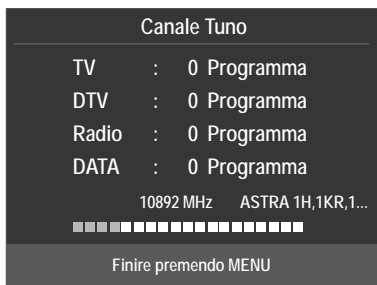 Canale Tuno
TV : 0 Programma
DTV : 0 Programma
Radio : 0 Programma
DATA : 0 Programma
10892 MHz ASTRA 1H,1KR,1...
Finire premendo MENU